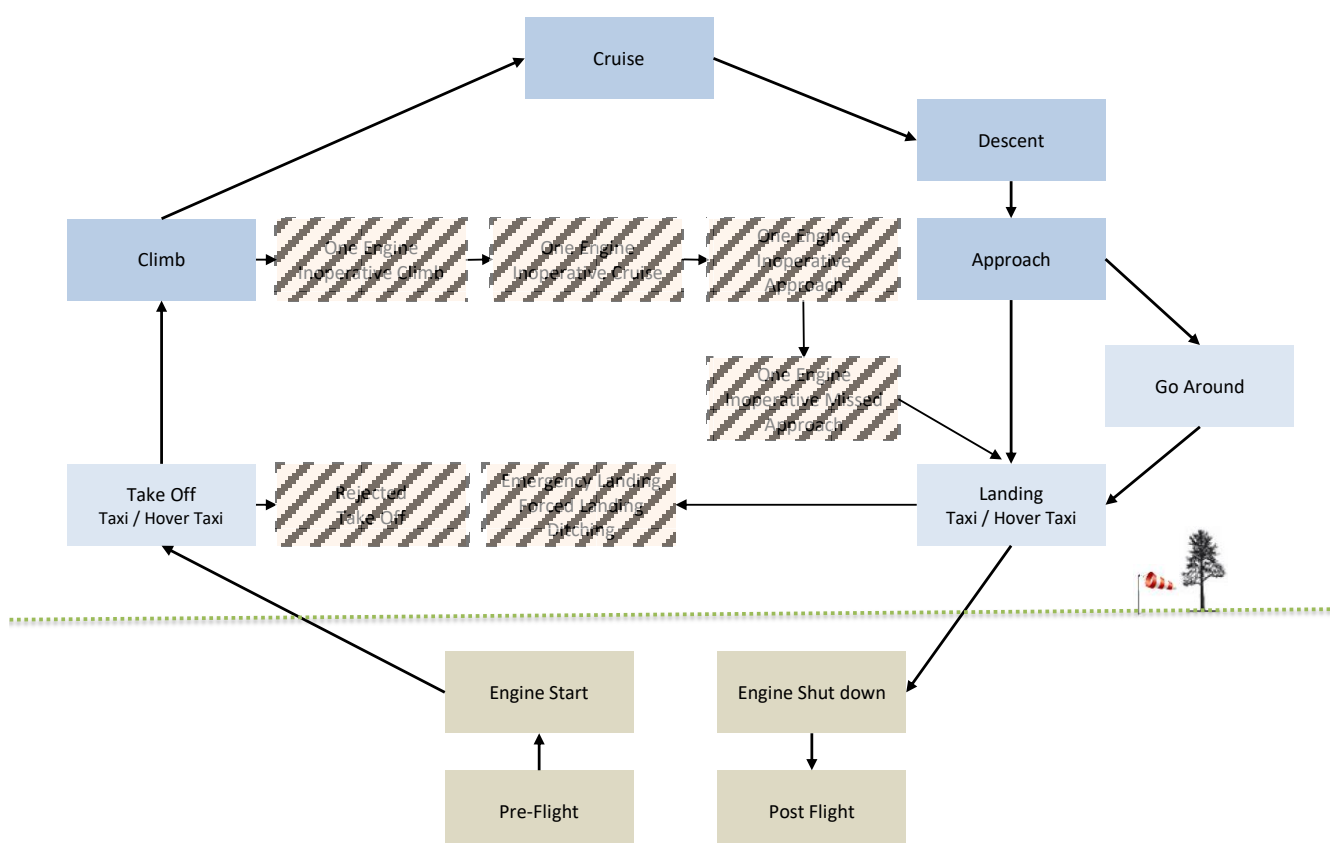 Cruise
Descent
Climb
One Engine
Inoperative Climb
One Engine
Inoperative Cruise
One Engine
Inoperative
Approach
Approach
One Engine
Inoperative Missed
Approach
Go Around
Take Off
Taxi / Hover Taxi
Rejected
Take Off
Emergency Landing
Forced Landing
Ditching
Landing
Taxi / Hover Taxi
Engine Start
Engine Shut down
Pre-Flight
Post Flight